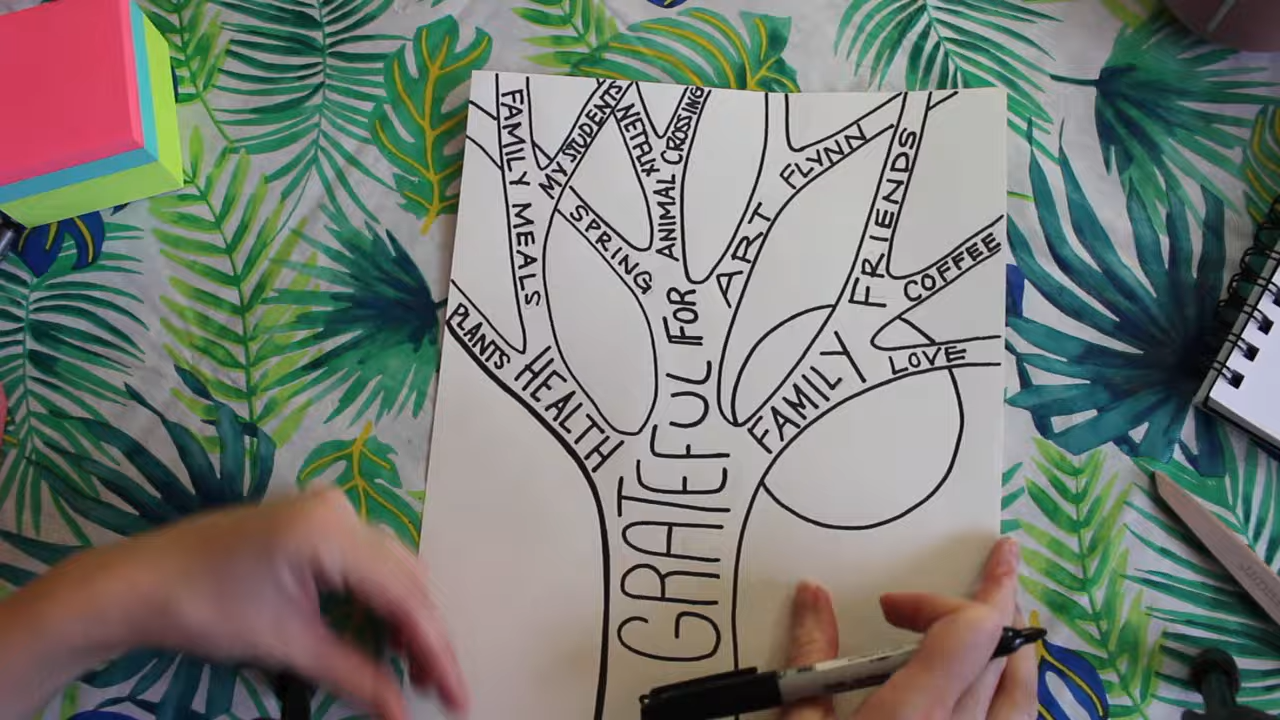 FAMILY MEALS
MY STUDENTS
NETFLIX
ANIMAL CROSSING
SPRING
FLYNN
ART
FRIENDS
COFFEE
LOVE
PLANTS
HEALTH
FAMILY
GRATEFUL FOR